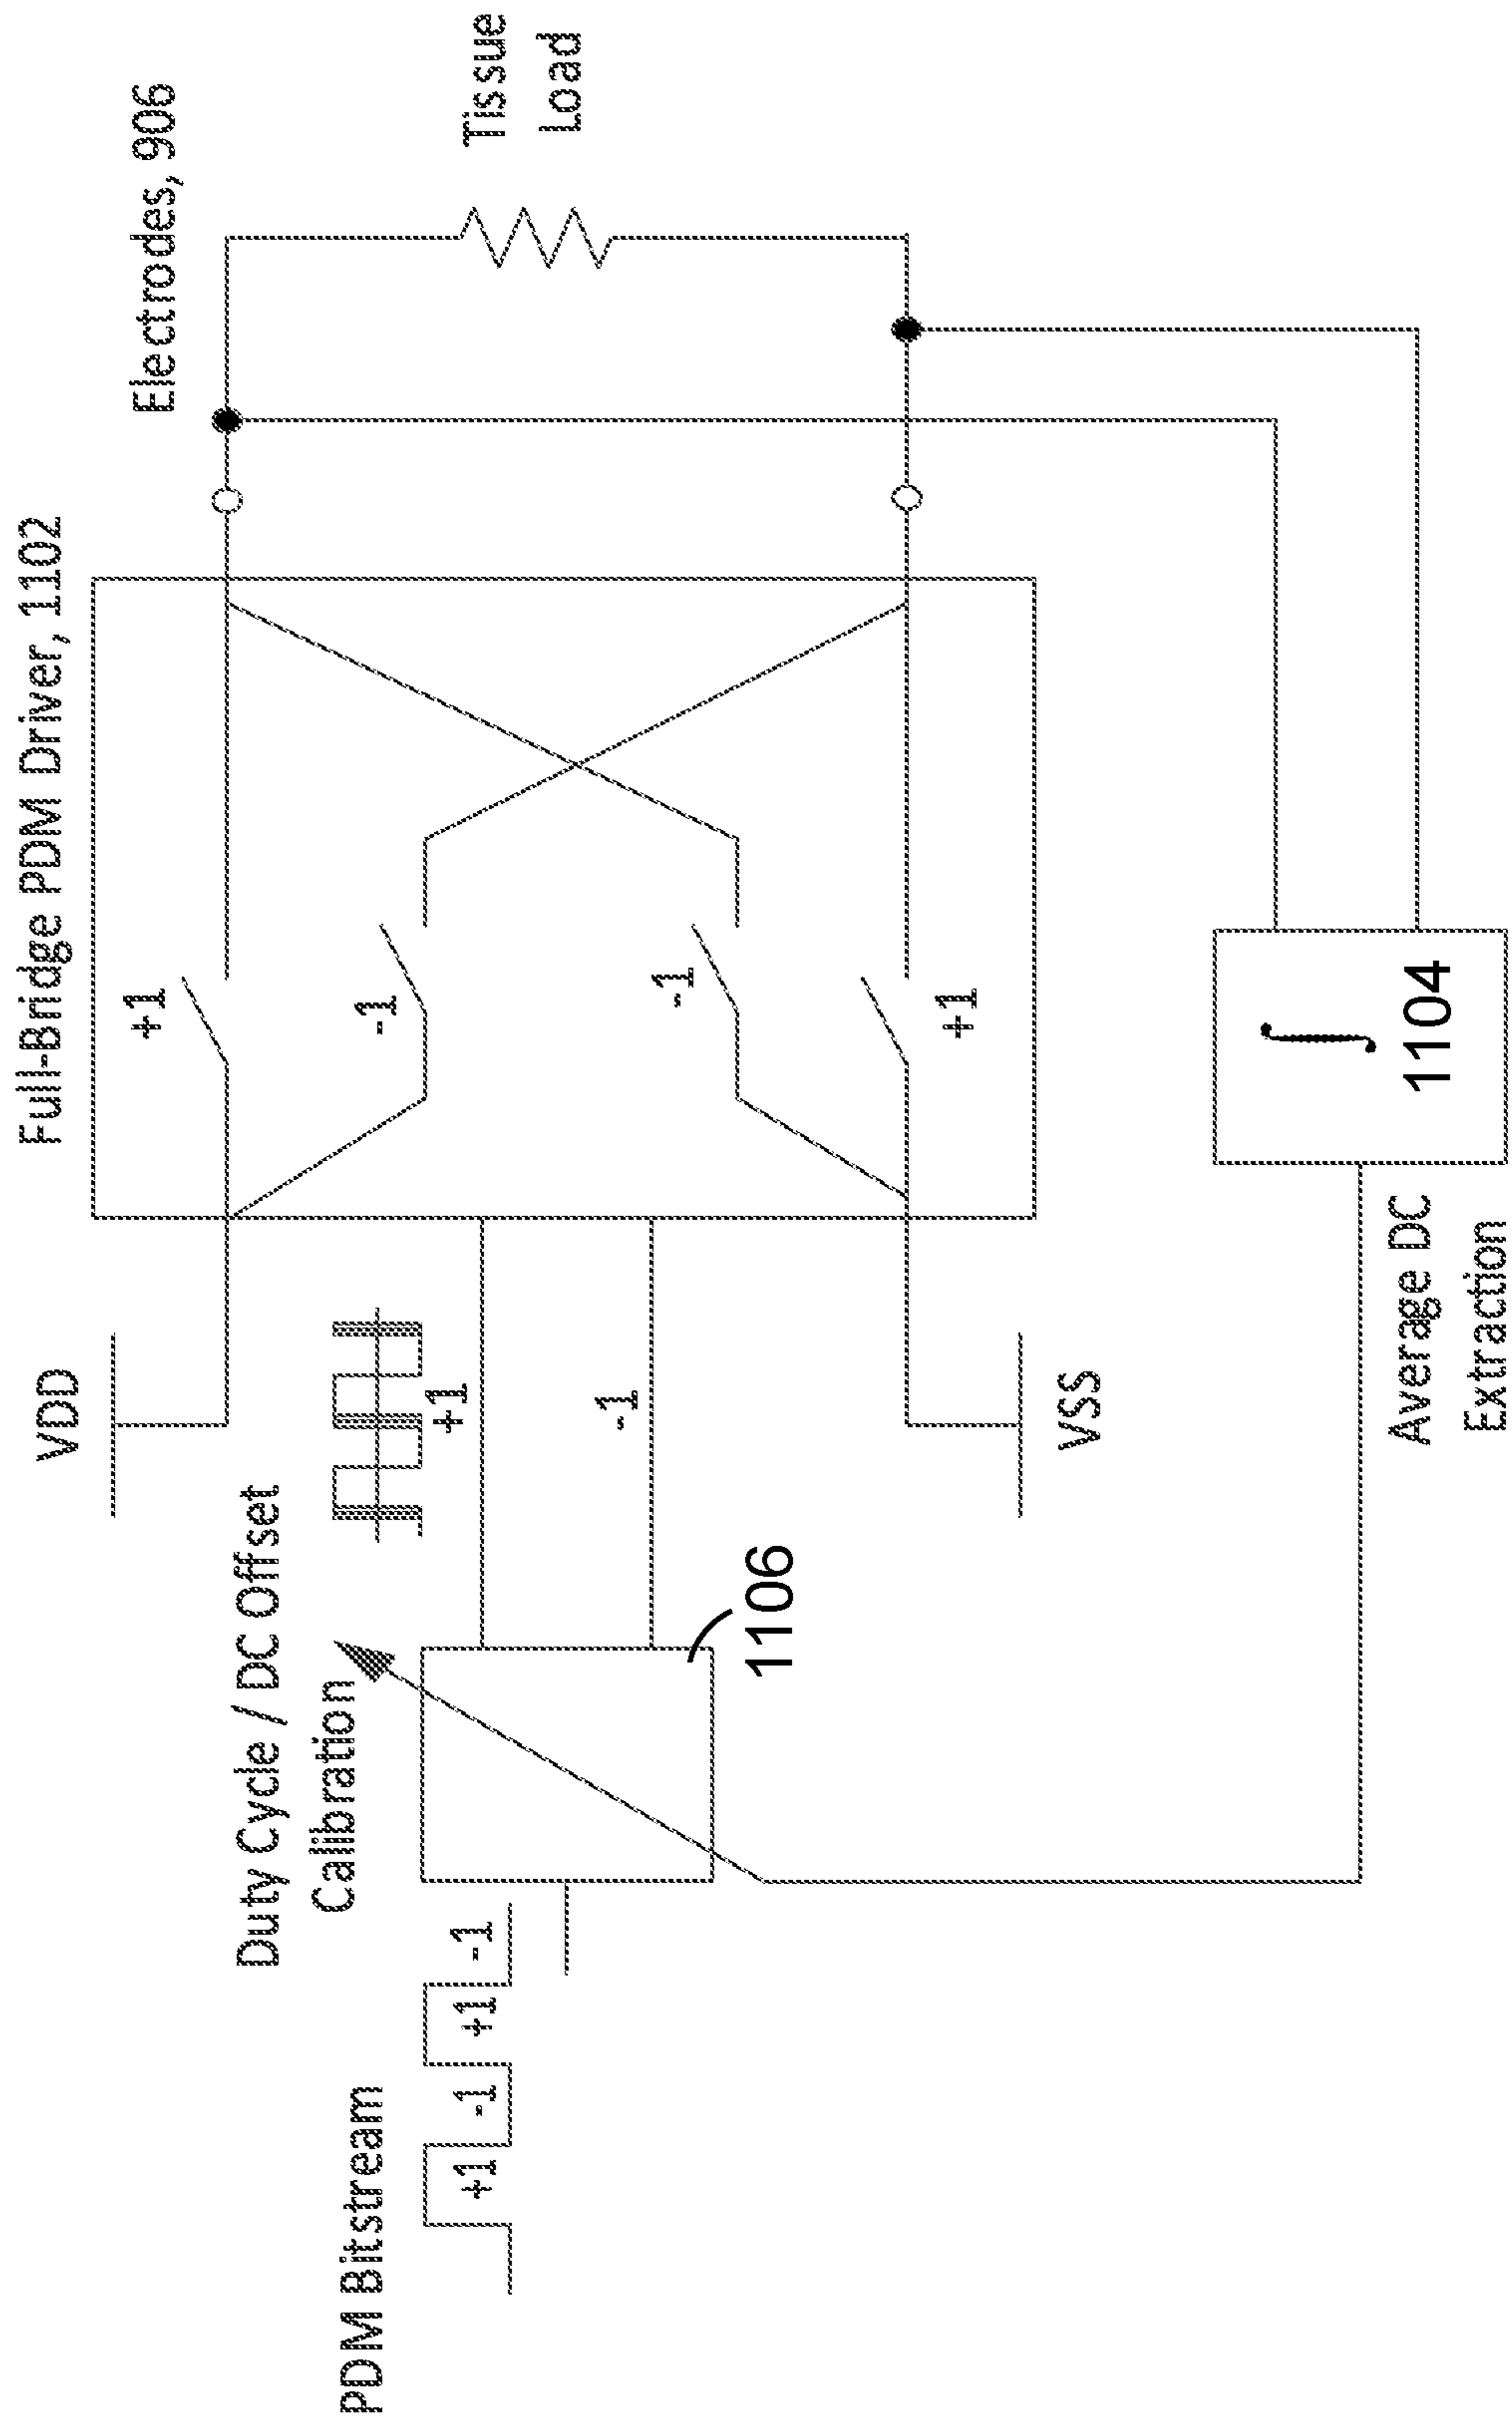 Full-Bridge PDM Driver, 1102
Electrodes, 906
VDD
+1
Duty Cycle / DC Offset
Calibration
Tissue
Load
-1
PDM Bitstream
+1
-1
+1
-1
+1
-1
-1
1106
+1
VSS
∫
1104
Average DC
Extraction